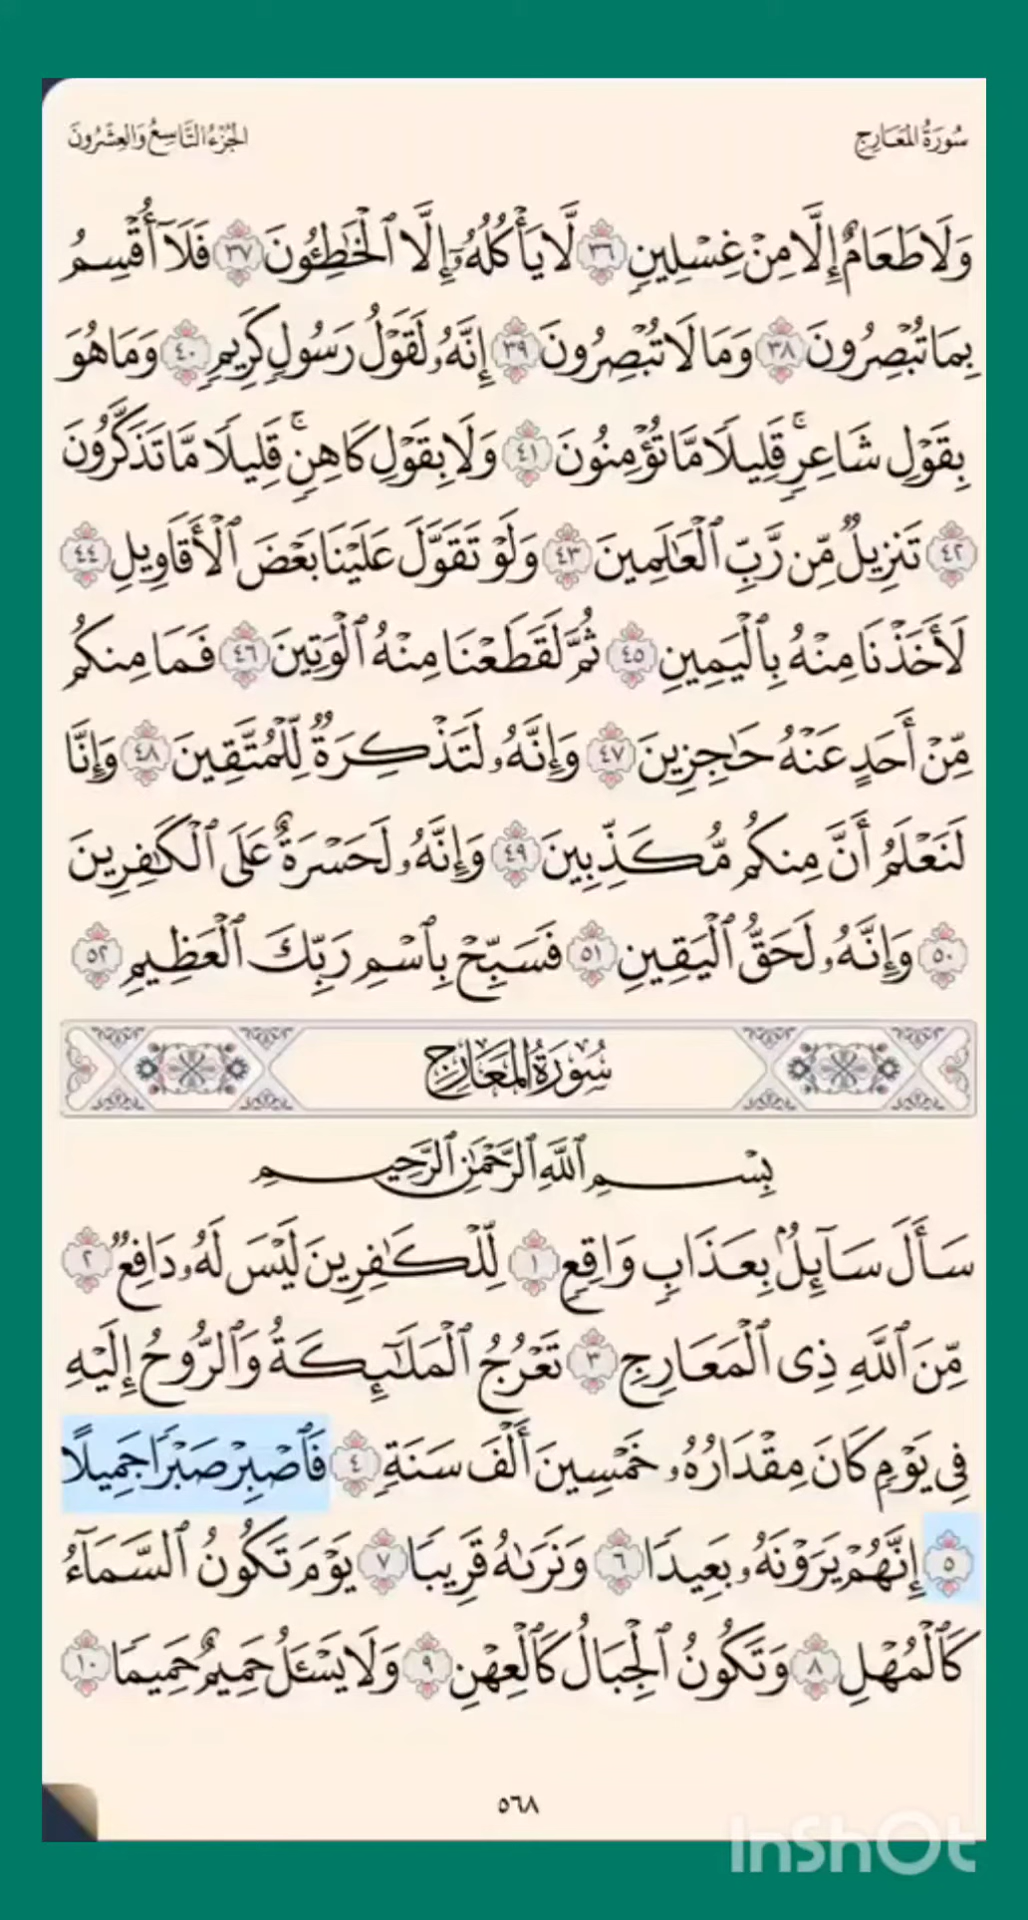 سُورَةُ المَعَارِجِ
الجُزْءُ التَّاسِعُ وَالعِشْرُونَ
وَلَا طَعَامٌ إِلَّا مِنْ غِسْلِينٍ ٣٦ لَّا يَأْكُلُهُۥٓ إِلَّا ٱلْخَـٰطِـُٔونَ ٣٧ فَلَآ أُقْسِمُ
بِمَا تُبْصِرُونَ ٣٨ وَمَا لَا تُبْصِرُونَ ٣٩ إِنَّهُۥ لَقَوْلُ رَسُولٍ كَرِيمٍ ٤٠ وَمَا هُوَ
بِقَوْلِ شَاعِرٍ ۚ قَلِيلًا مَّا تُؤْمِنُونَ ٤١ وَلَا بِقَوْلِ كَاهِنٍ ۚ قَلِيلًا مَّا تَذَكَّرُونَ
٤٢ تَنزِيلٌ مِّن رَّبِّ ٱلْعَـٰلَمِينَ ٤٣ وَلَوْ تَقَوَّلَ عَلَيْنَا بَعْضَ ٱلْأَقَاوِيلِ ٤٤
لَأَخَذْنَا مِنْهُ بِٱلْيَمِينِ ٤٥ ثُمَّ لَقَطَعْنَا مِنْهُ ٱلْوَتِينَ ٤٦ فَمَا مِنكُم
مِّنْ أَحَدٍ عَنْهُ حَـٰجِزِينَ ٤٧ وَإِنَّهُۥ لَتَذْكِرَةٌ لِّلْمُتَّقِينَ ٤٨ وَإِنَّا
لَنَعْلَمُ أَنَّ مِنكُم مُّكَذِّبِينَ ٤٩ وَإِنَّهُۥ لَحَسْرَةٌ عَلَى ٱلْكَـٰفِرِينَ
٥٠ وَإِنَّهُۥ لَحَقُّ ٱلْيَقِينِ ٥١ فَسَبِّحْ بِٱسْمِ رَبِّكَ ٱلْعَظِيمِ ٥٢
سُورَةُ المَعَارِجِ
بِسْمِ ٱللَّهِ ٱلرَّحْمَـٰنِ ٱلرَّحِيمِ
سَأَلَ سَآئِلٌۢ بِعَذَابٍ وَاقِعٍ ١ لِّلْكَـٰفِرِينَ لَيْسَ لَهُۥ دَافِعٌ ٢
مِّنَ ٱللَّهِ ذِى ٱلْمَعَارِجِ ٣ تَعْرُجُ ٱلْمَلَـٰٓئِكَةُ وَٱلرُّوحُ إِلَيْهِ
فِى يَوْمٍ كَانَ مِقْدَارُهُۥ خَمْسِينَ أَلْفَ سَنَةٍ ٤ فَٱصْبِرْ صَبْرًا جَمِيلًا
٥ إِنَّهُمْ يَرَوْنَهُۥ بَعِيدًا ٦ وَنَرَىٰهُ قَرِيبًا ٧ يَوْمَ تَكُونُ ٱلسَّمَآءُ
كَٱلْمُهْلِ ٨ وَتَكُونُ ٱلْجِبَالُ كَٱلْعِهْنِ ٩ وَلَا يَسْـَٔلُ حَمِيمٌ حَمِيمًا ١٠
٥٦٨
InShOt